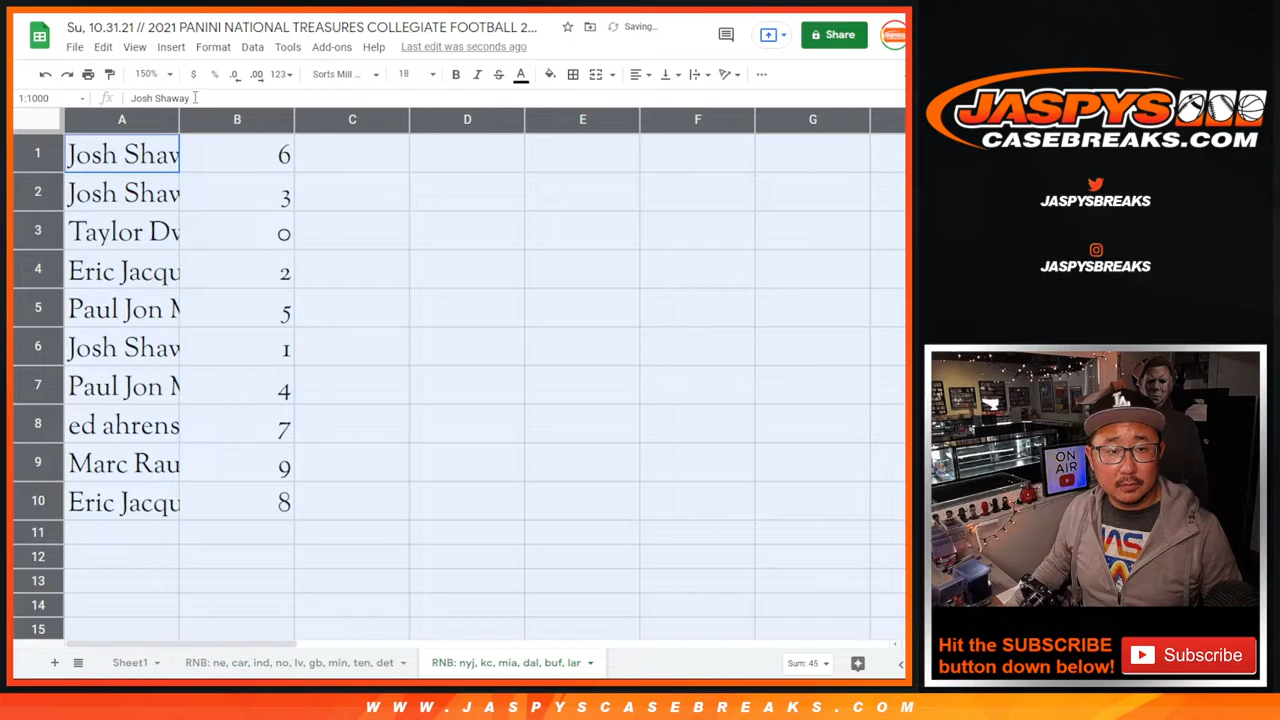 Su, 10.31.21 // 2021 PANINI NATIONAL TREASURES COLLEGIATE FOOTBALL 2...
Saving...
File Edit View Insert Format Data Tools Add-ons Help Last edit was seconds ago
Share
150% $ % .0 .00 123 Sorts Mill ... 18 B I S A
1:1000 fx Josh Shaway
A B C D E F G
1 Josh Shaw 6
2 Josh Shaw 3
3 Taylor Dw 0
4 Eric Jacqu 2
5 Paul Jon M 5
6 Josh Shaw 1
7 Paul Jon M 4
8 ed ahrens 7
9 Marc Rau 9
10 Eric Jacqu 8
11
12
13
14
15
Sheet1 RNB: ne, car, ind, no, lv, gb, min, ten, det RNB: nyj, kc, mia, dal, buf, lar Sum: 45
JASPYS
CASEBREAKS.COM
JASPYSBREAKS
JASPYSBREAKS
ON
AIR
LA
Hit the SUBSCRIBE
button down below!
Subscribe
WWW.JASPYSCASEBREAKS.COM